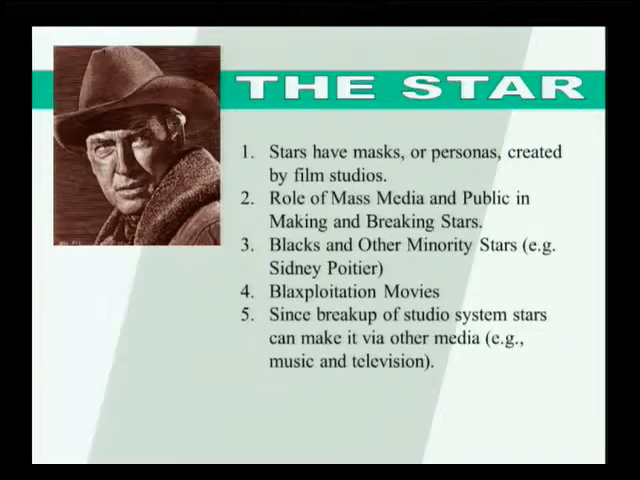 THE STAR
1. Stars have masks, or personas, created
by film studios.
2. Role of Mass Media and Public in
Making and Breaking Stars.
3. Blacks and Other Minority Stars (e.g.
Sidney Poitier)
4. Blaxploitation Movies
5. Since breakup of studio system stars
can make it via other media (e.g.,
music and television).